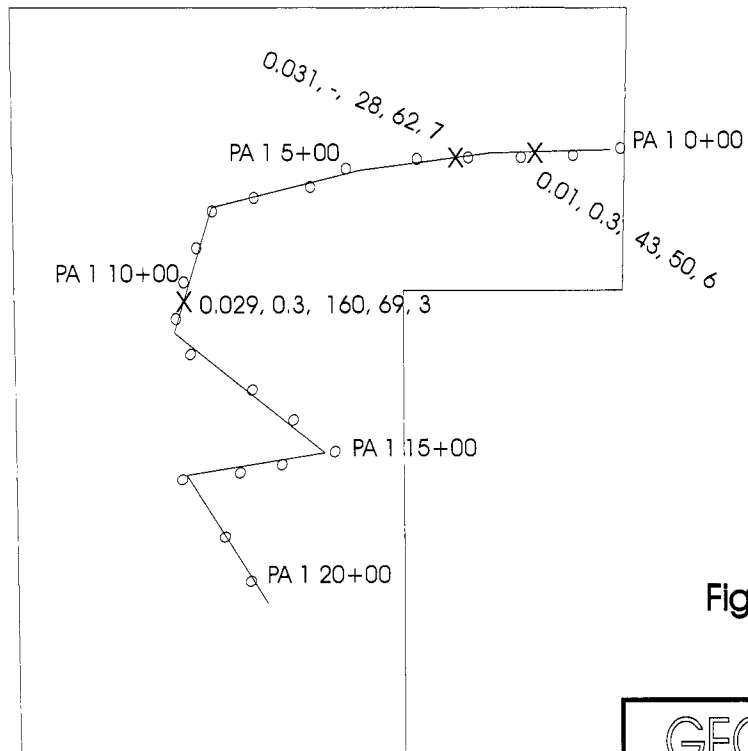 0.031, -, 28, 62, 7
PA 1 5+00
PA 1 0+00
0.01, 0.3, 43, 50, 6
PA 1 10+00
0.029, 0.3, 160, 69, 3
PA 1 15+00
PA 1 20+00
Fig